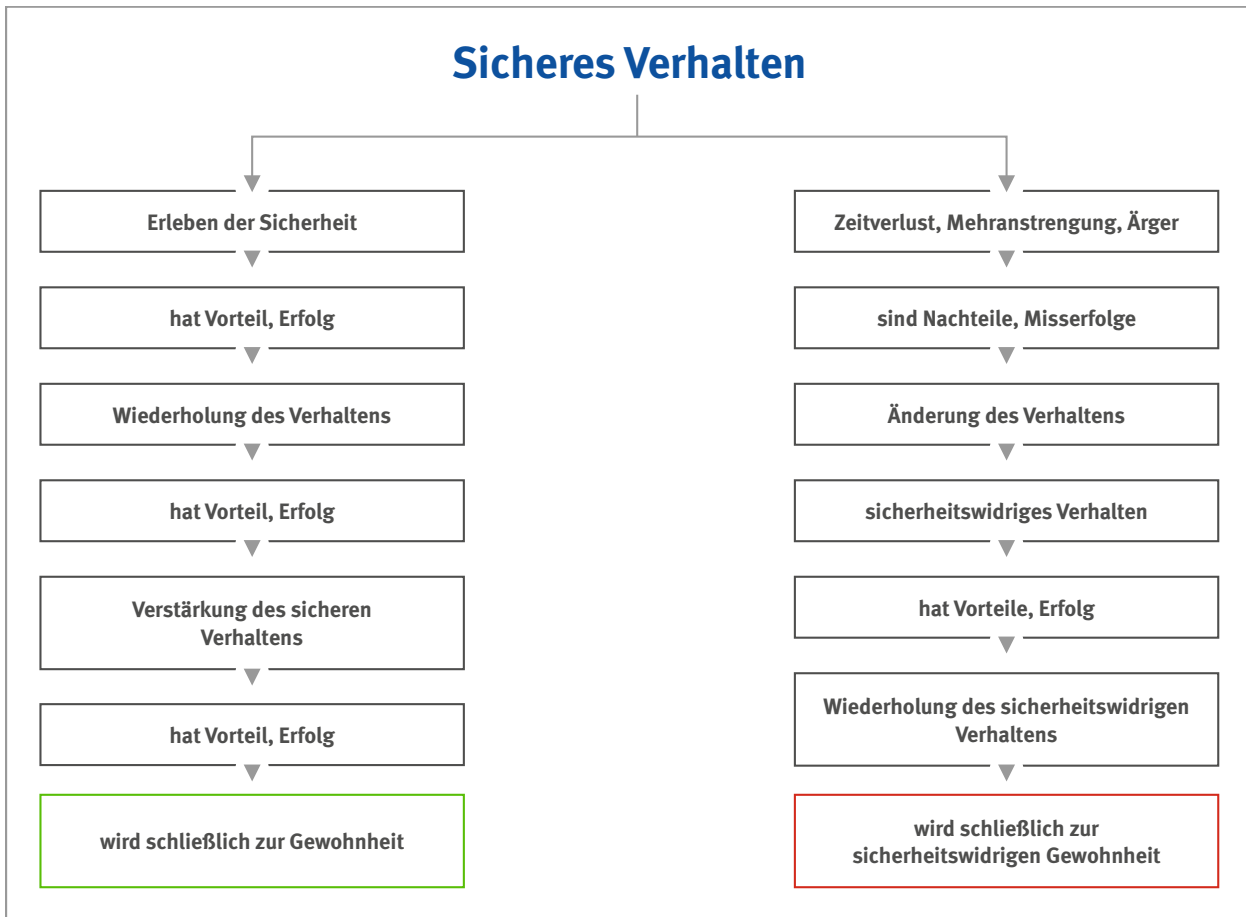 Sicheres Verhalten
Erleben der Sicherheit
hat Vorteil, Erfolg
Wiederholung des Verhaltens
hat Vorteil, Erfolg
Verstärkung des sicheren
Verhaltens
hat Vorteil, Erfolg
wird schließlich zur Gewohnheit
Zeitverlust, Mehranstrengung, Ärger
sind Nachteile, Misserfolge
Änderung des Verhaltens
sicherheitswidriges Verhalten
hat Vorteile, Erfolg
Wiederholung des sicherheitswidrigen
Verhaltens
wird schließlich zur
sicherheitswidrigen Gewohnheit